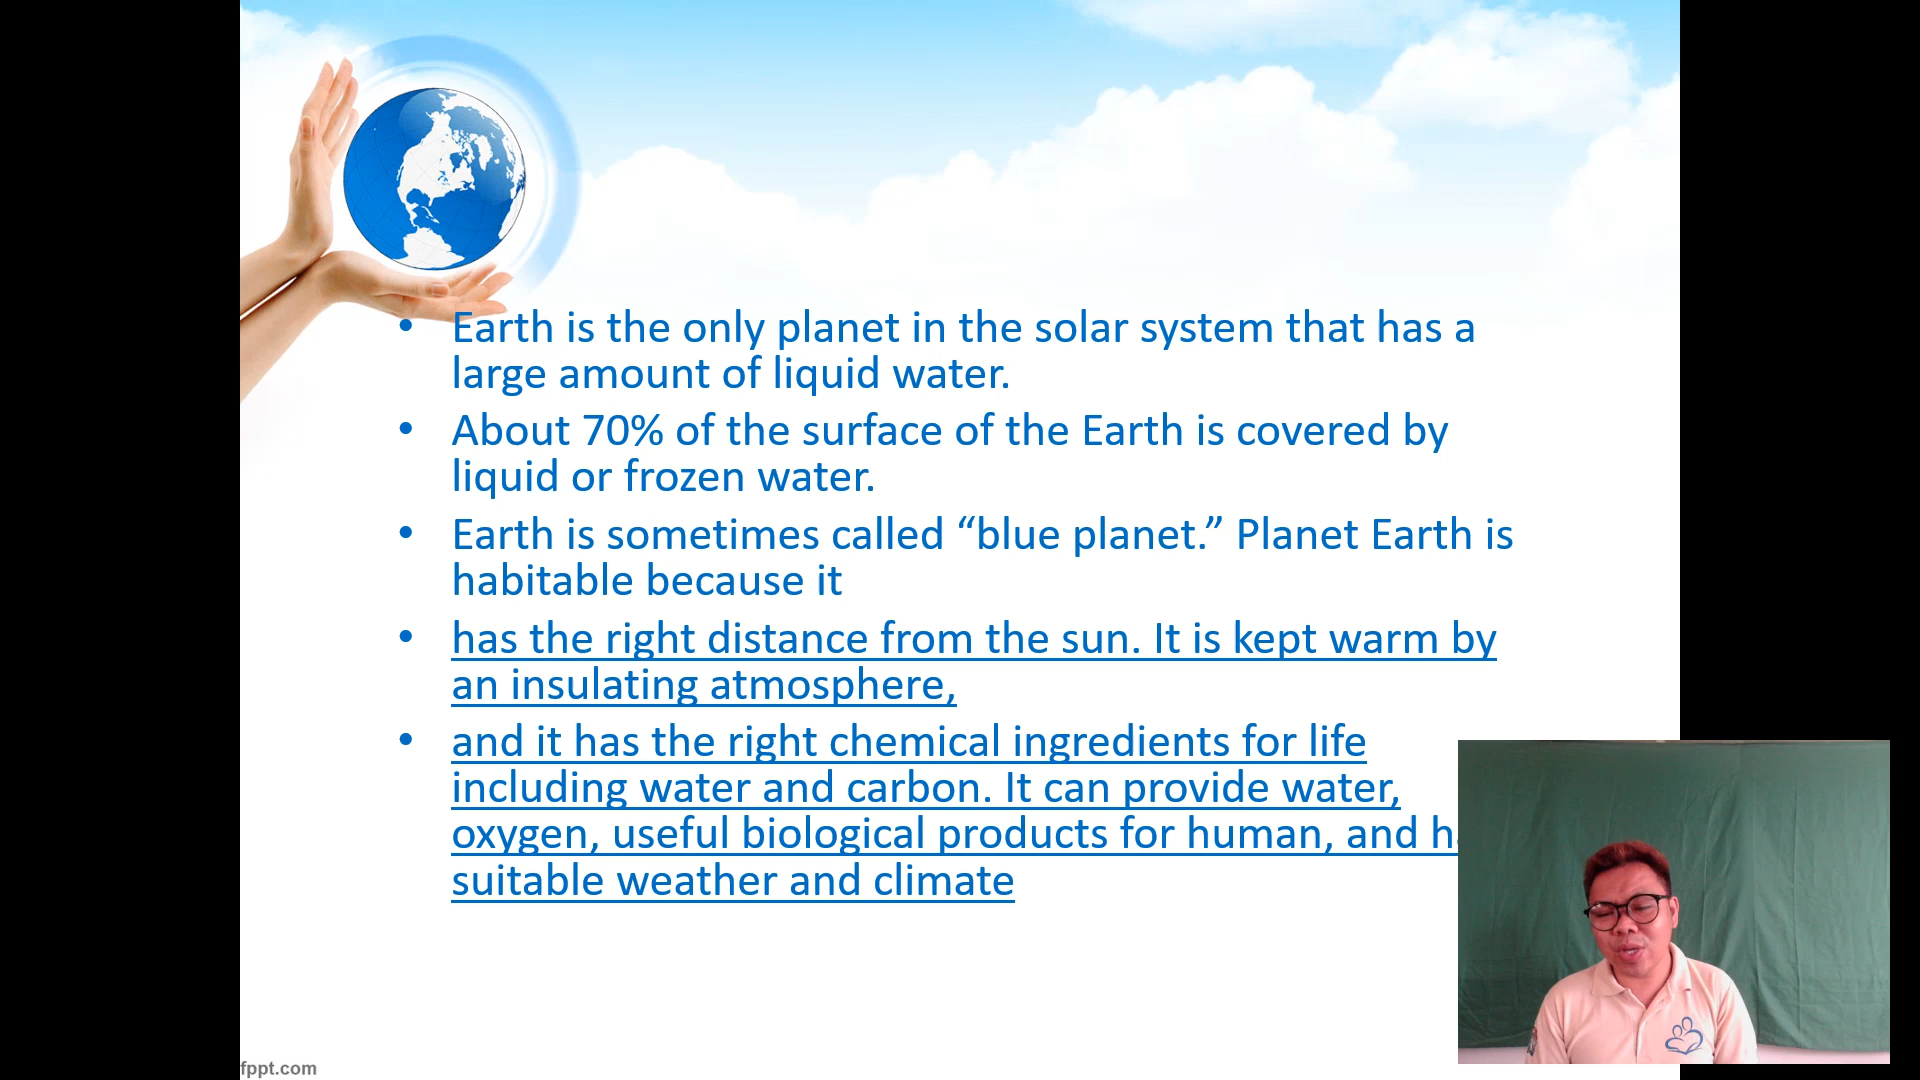 • Earth is the only planet in the solar system that has a
large amount of liquid water.
• About 70% of the surface of the Earth is covered by
liquid or frozen water.
• Earth is sometimes called “blue planet.” Planet Earth is
habitable because it
• has the right distance from the sun. It is kept warm by
an insulating atmosphere,
• and it has the right chemical ingredients for life
including water and carbon. It can provide water,
oxygen, useful biological products for human, and
suitable weather and climate
fppt.com